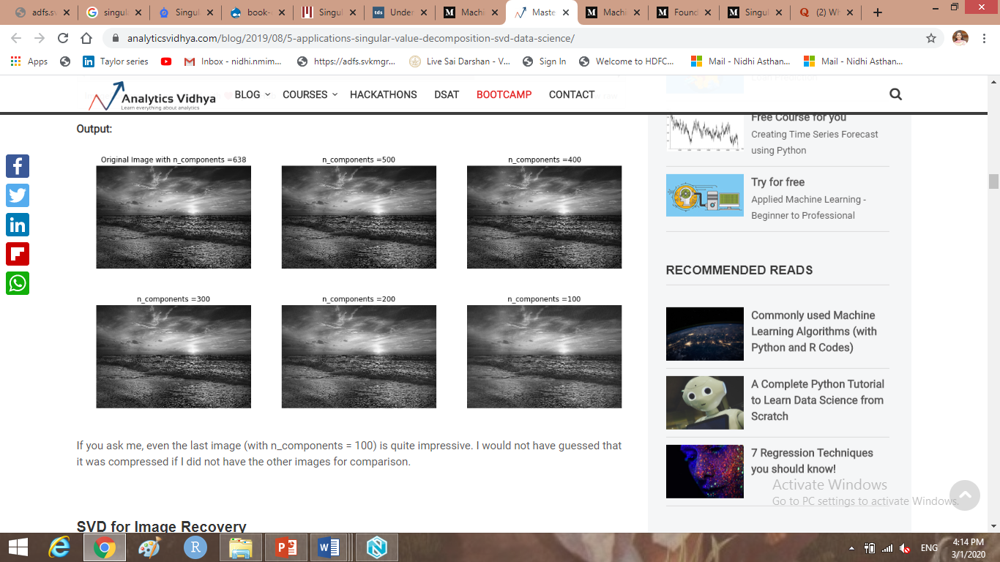 adfs.sv
singula
Singul
book-
Singul
tds Under
Machi
Maste
Machi
Found
Singul
(2) Wh
analyticsvidhya.com/blog/2019/08/5-applications-singular-value-decomposition-svd-data-science/
Apps
Taylor series
Inbox - nidhi.nmim...
https://adfs.svkmgr...
Live Sai Darshan - V...
Sign In
Welcome to HDFC...
Mail - Nidhi Asthan...
Mail - Nidhi Asthan...
Analytics Vidhya
Learn everything about analytics
BLOG
COURSES
HACKATHONS
DSAT
BOOTCAMP
CONTACT
Output:
Original Image with n_components =638
n_components =500
n_components =400
n_components =300
n_components =200
n_components =100
If you ask me, even the last image (with n_components = 100) is quite impressive. I would not have guessed that
it was compressed if I did not have the other images for comparison.
SVD for Image Recovery
Free Course for you
Creating Time Series Forecast
using Python
Try for free
Applied Machine Learning -
Beginner to Professional
RECOMMENDED READS
Commonly used Machine
Learning Algorithms (with
Python and R Codes)
A Complete Python Tutorial
to Learn Data Science from
Scratch
7 Regression Techniques
you should know!
Activate Windows
Go to PC settings to activate Windows.
ENG
4:14 PM
3/1/2020